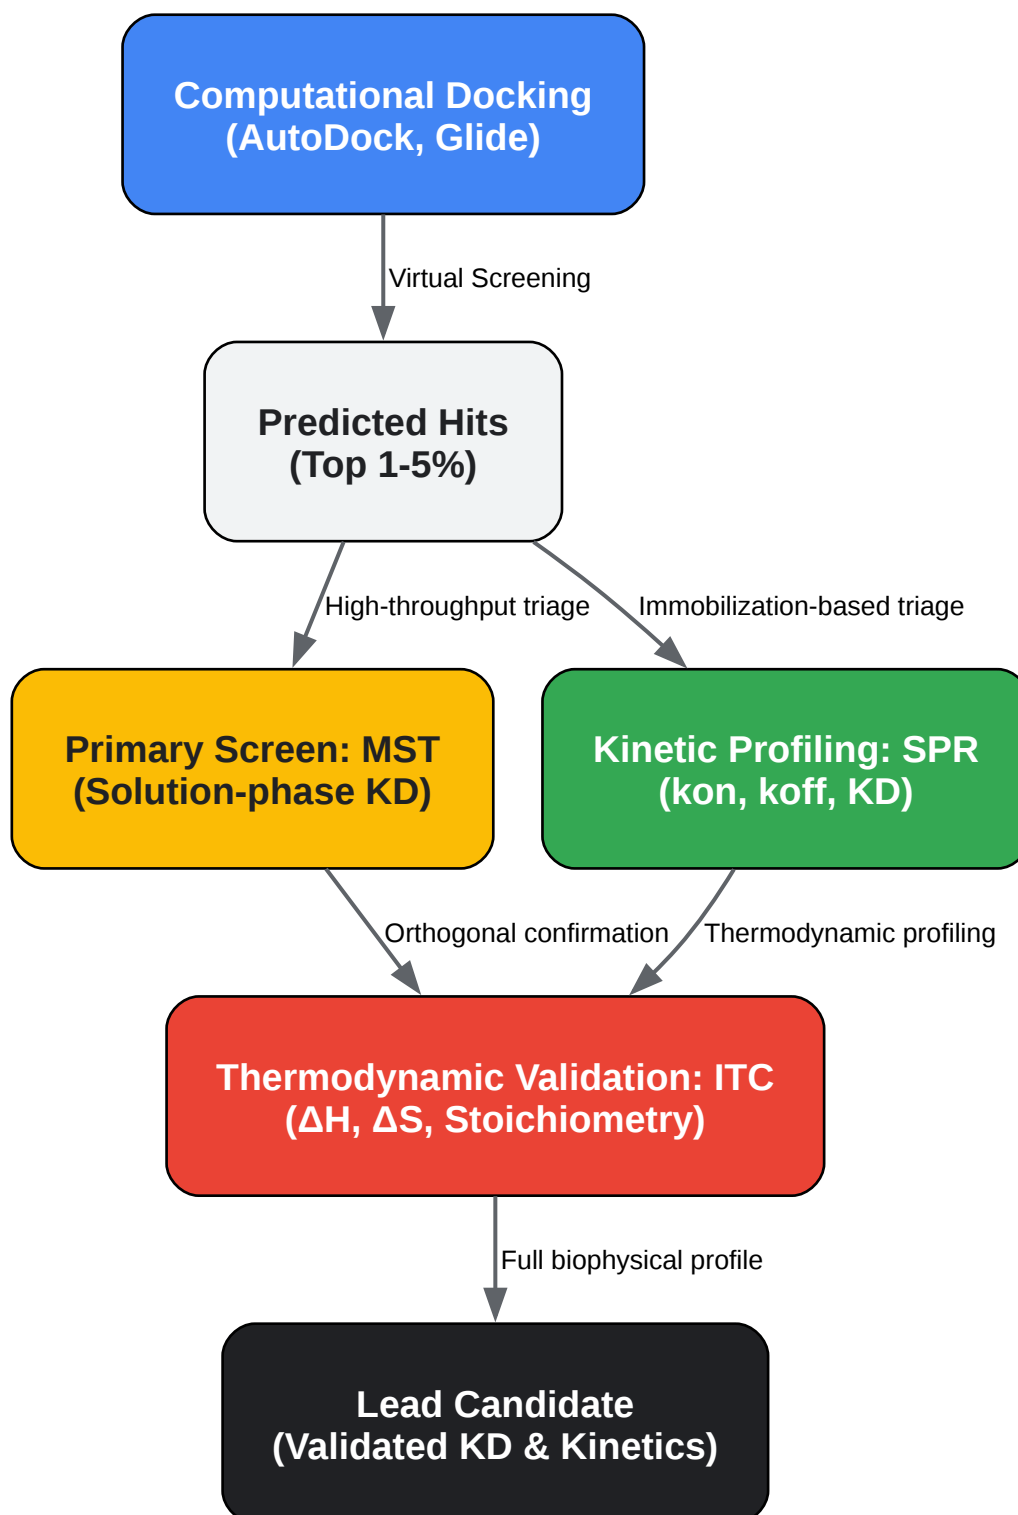 Computational Docking
(AutoDock, Glide)
Virtual Screening
Predicted Hits
(Top 1-5%)
High-throughput triage
Immobilization-based triage
Primary Screen: MST
(Solution-phase KD)
Kinetic Profiling: SPR
(kon, koff, KD)
Orthogonal confirmation
Thermodynamic profiling
Thermodynamic Validation: ITC
(ΔH, ΔS, Stoichiometry)
Full biophysical profile
Lead Candidate
(Validated KD & Kinetics)